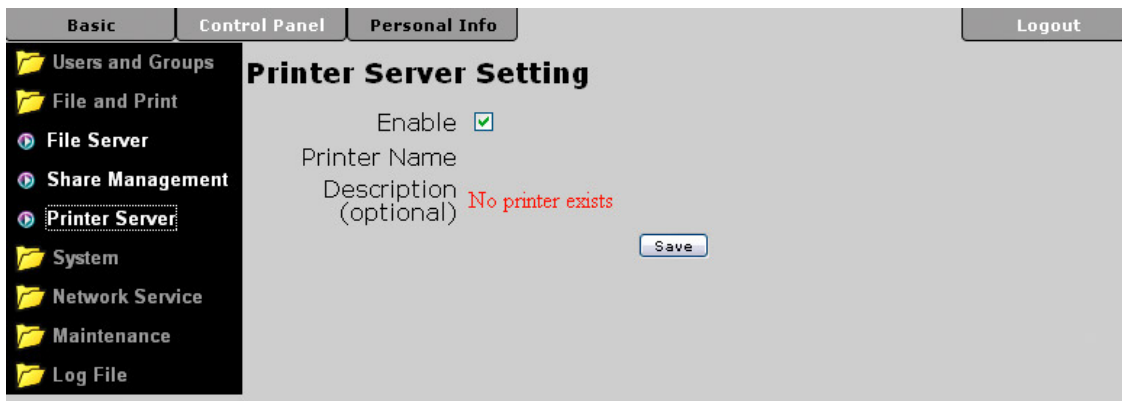 Basic
Control Panel
Personal Info
Logout
Users and Groups
File and Print
File Server
Share Management
Printer Server
System
Network Service
Maintenance
Log File
Printer Server Setting
Enable
Printer Name
Description
(optional)
No printer exists
Save